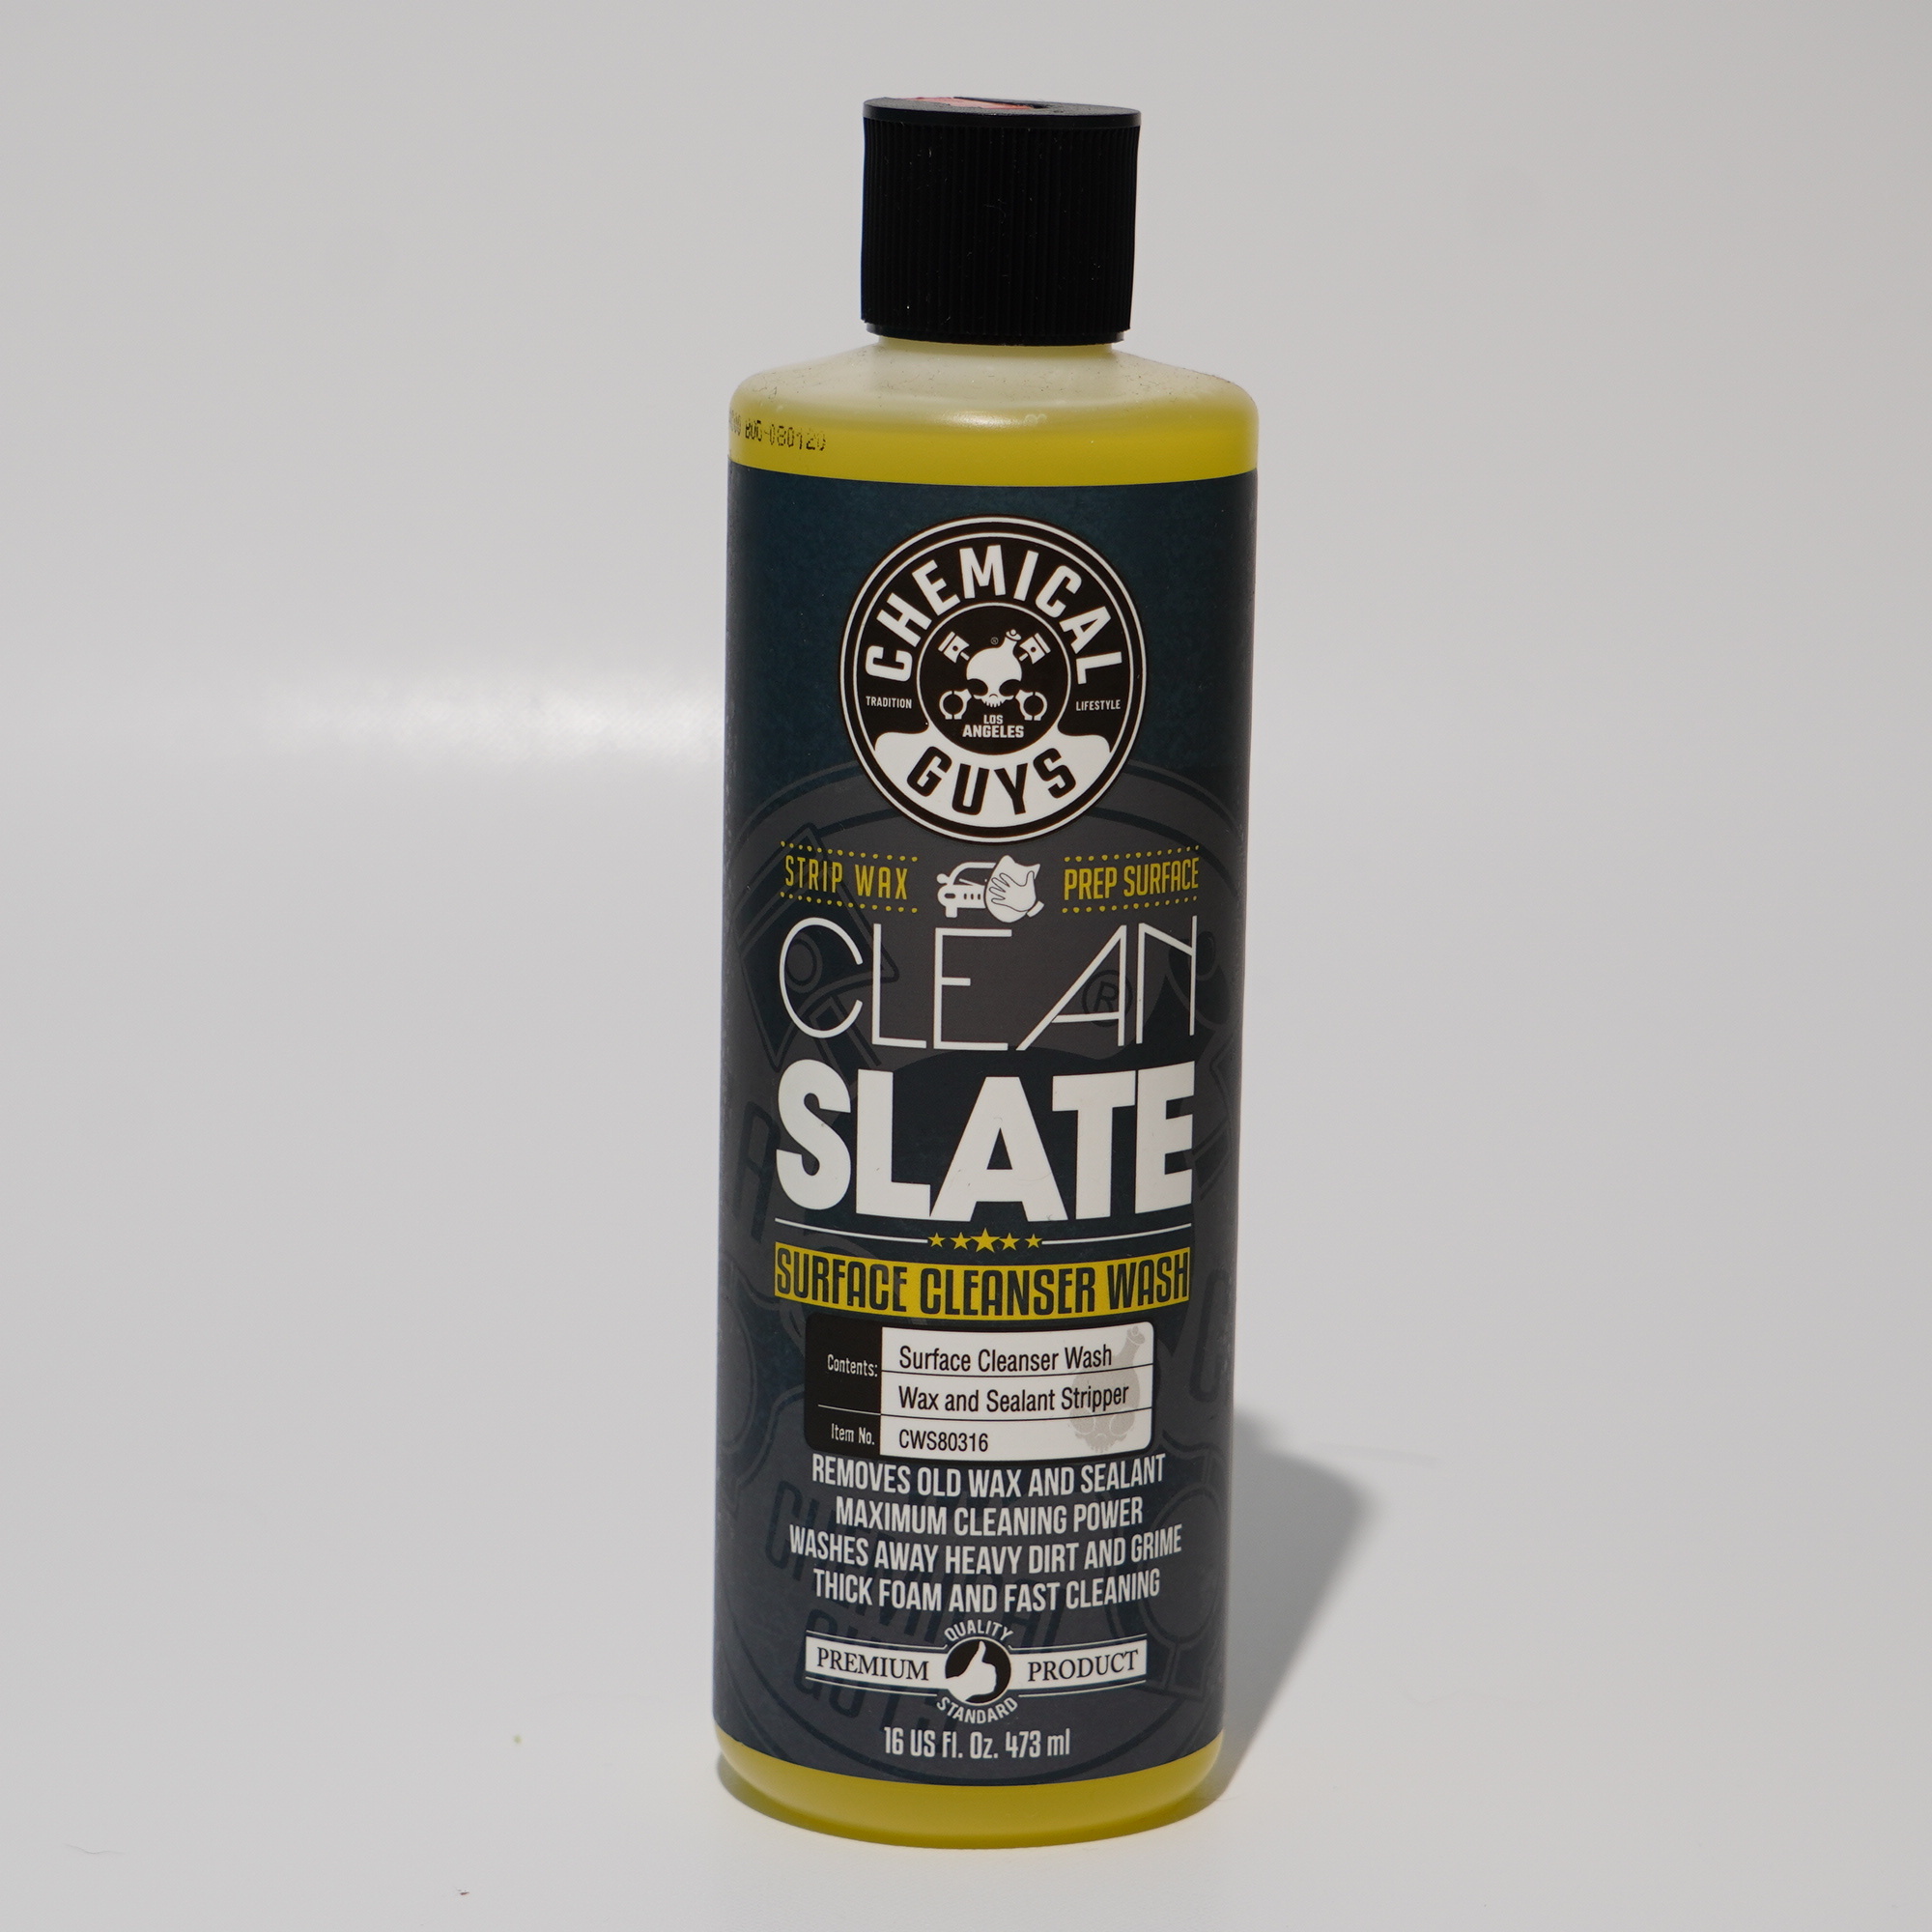 B00-080120
CHEMICAL
®
TRADITION LIFESTYLE
LOS
ANGELES
GUYS
STRIP WAX PREP SURFACE
CLEAN
SLATE
SURFACE CLEANSER WASH
Contents: Surface Cleanser Wash
Wax and Sealant Stripper
Item No. CWS80316
REMOVES OLD WAX AND SEALANT
MAXIMUM CLEANING POWER
WASHES AWAY HEAVY DIRT AND GRIME
THICK FOAM AND FAST CLEANING
QUALITY
PREMIUM PRODUCT
STANDARD
16 US Fl. Oz. 473 ml